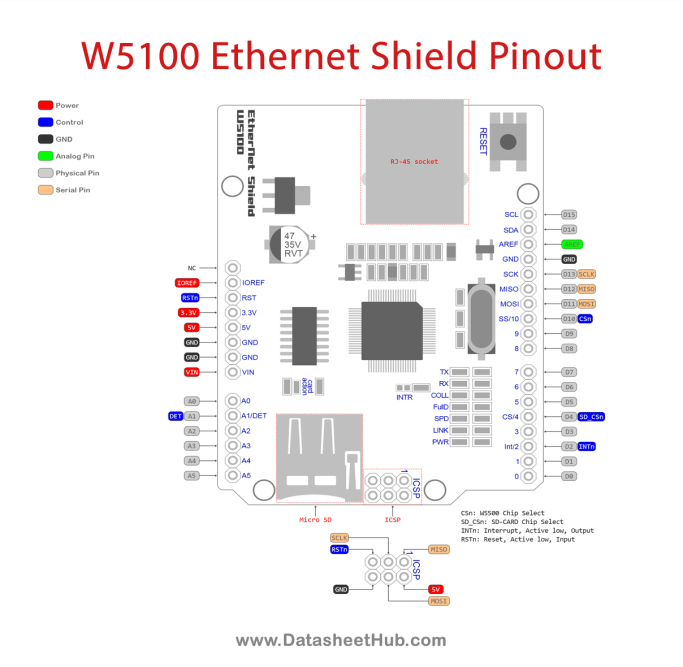 W5100 Ethernet Shield Pinout
Power
Control
GND
Analog Pin
Physical Pin
Serial Pin
EtherNet Shield
W5100
RJ-45 socket
RESET
47
35V
RVT
+
NC
IOREF IOREF
RSTn RST
3.3V 3.3V
5V 5V
GND GND
GND GND
VIN VIN
A0 A0
DET A1 A1/DET
A2 A2
A3 A3
A4 A4
A5 A5
SCL D15
SDA D14
AREF AREF
GND GND
SCK D13 SCLK
MISO D12 MISO
MOSI D11 MOSI
SS/10 D10 CSn
9 D9
8 D8
7 D7
6 D6
5 D5
CS/4 D4 SD_CSn
3 D3
Int/2 D2 INTn
1 D1
0 D0
card
action
INTR
TX
RX
COLL
FullD
SPD
LINK
PWR
1
ICSP
Micro SD
ICSP
CSn: W5500 Chip Select
SD_CSn: SD-CARD Chip Select
INTn: Interrupt, Active low, Output
RSTn: Reset, Active low, Input
SCLK
RSTn
MISO
1
ICSP
GND
5V
MOSI
www.DatasheetHub.com